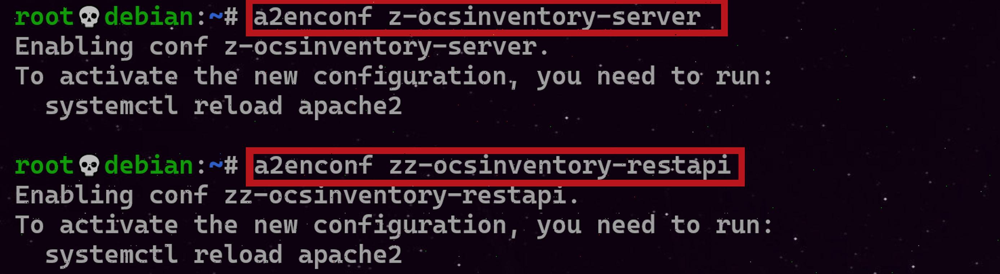 root💀debian:~# a2enconf z-ocsinventory-server
Enabling conf z-ocsinventory-server.
To activate the new configuration, you need to run:
  systemctl reload apache2
root💀debian:~# a2enconf zz-ocsinventory-restapi
Enabling conf zz-ocsinventory-restapi.
To activate the new configuration, you need to run:
  systemctl reload apache2